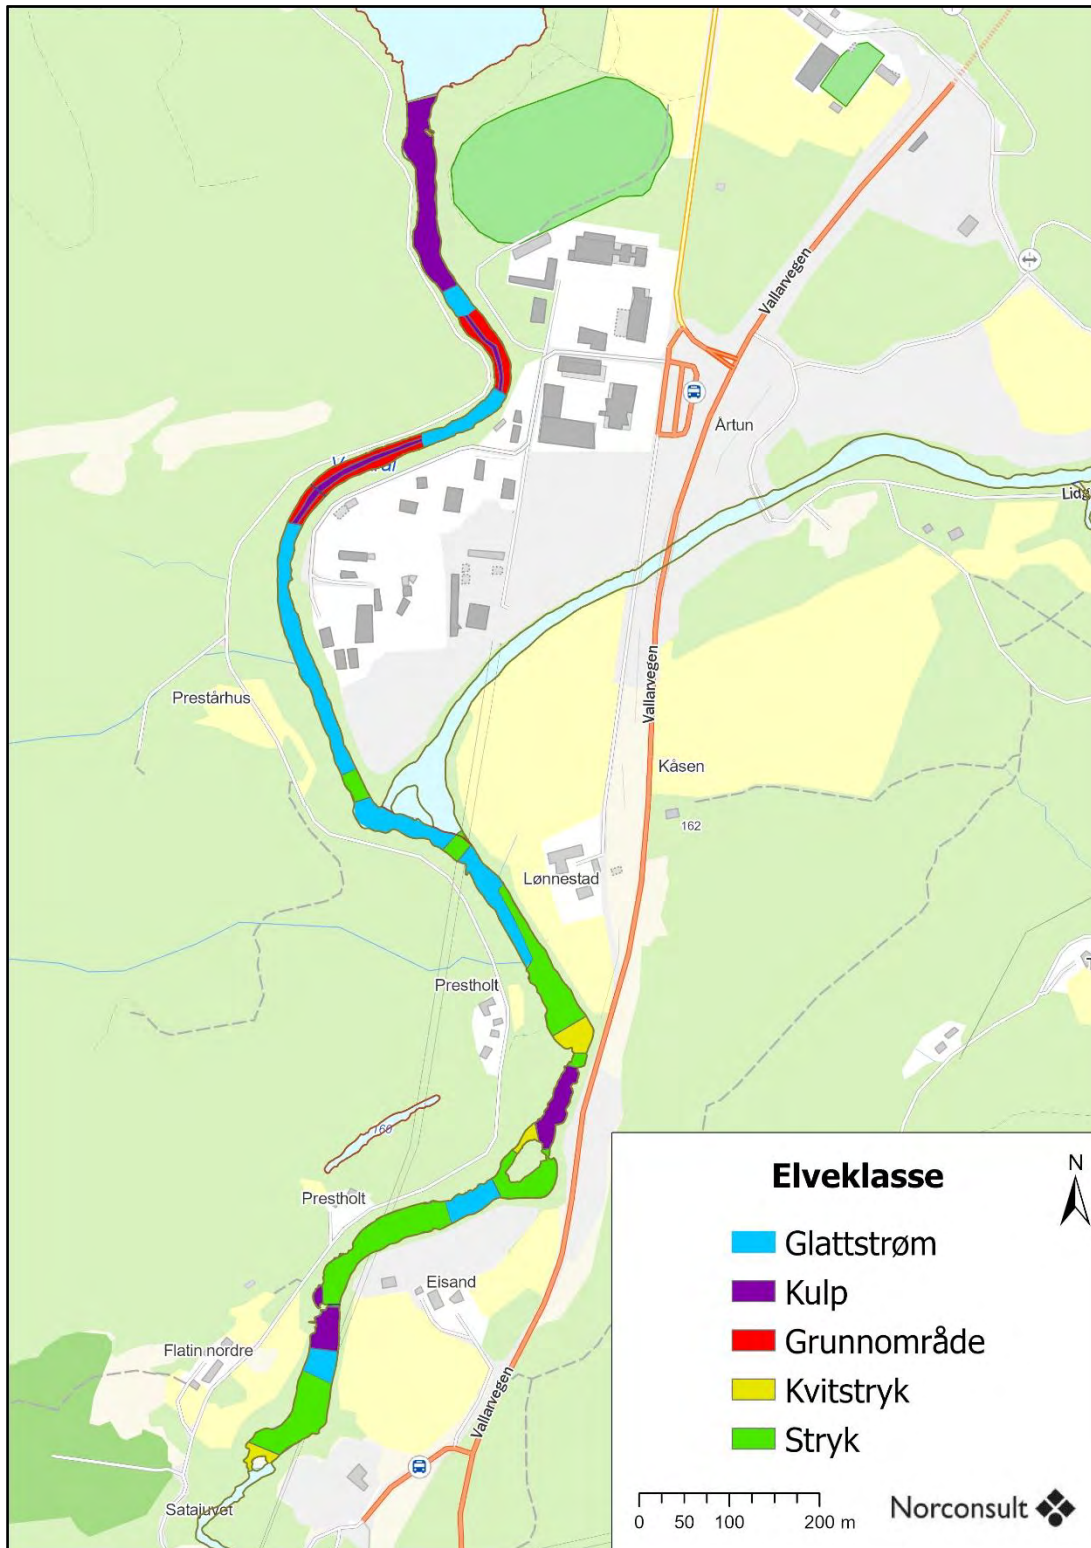 Vallarvegen
Årtun
Lidg
Prestårhus
Vallarvegen
Kåsen
162
Lønnestad
Prestholt
160
Prestholt
Eisand
Flatin nordre
Vallarvegen
Satajuvet
Elveklasse
N
Glattstrøm
Kulp
Grunnområde
Kvitstryk
Stryk
0 50 100 200 m
Norconsult